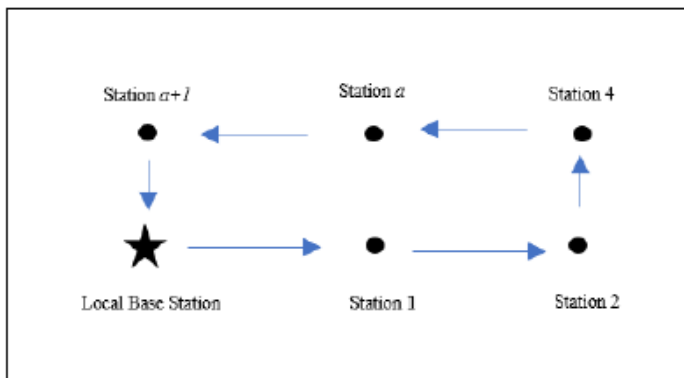 Station a+1
Station a
Station 4
Local Base Station
Station 1
Station 2